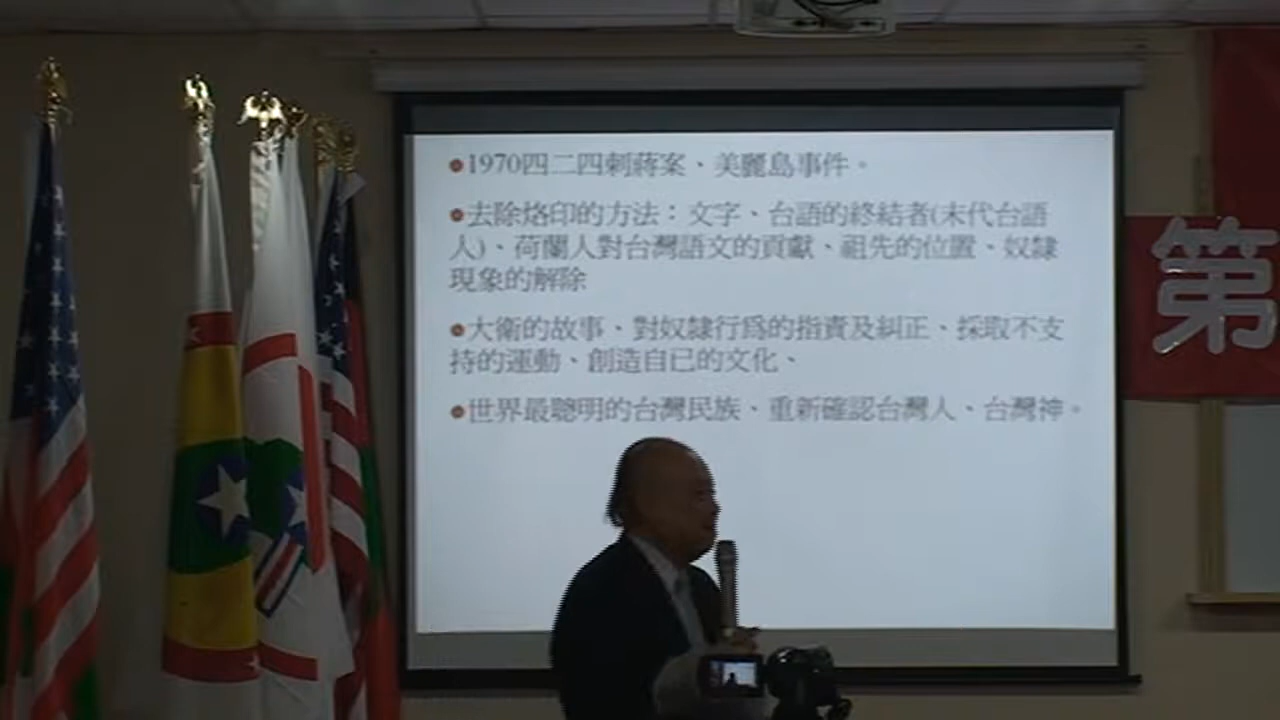 ●1970四二四刺蔣案、美麗島事件。
●去除烙印的方法：文字、台語的終結者(末代台語
人)、荷蘭人對台灣語文的貢獻、祖先的位置、奴隸
現象的解除
●大衛的故事、對奴隸行為的指責及糾正、採取不支
持的運動、創造自已的文化、
●世界最聰明的台灣民族、重新確認台灣人、台灣神。
第